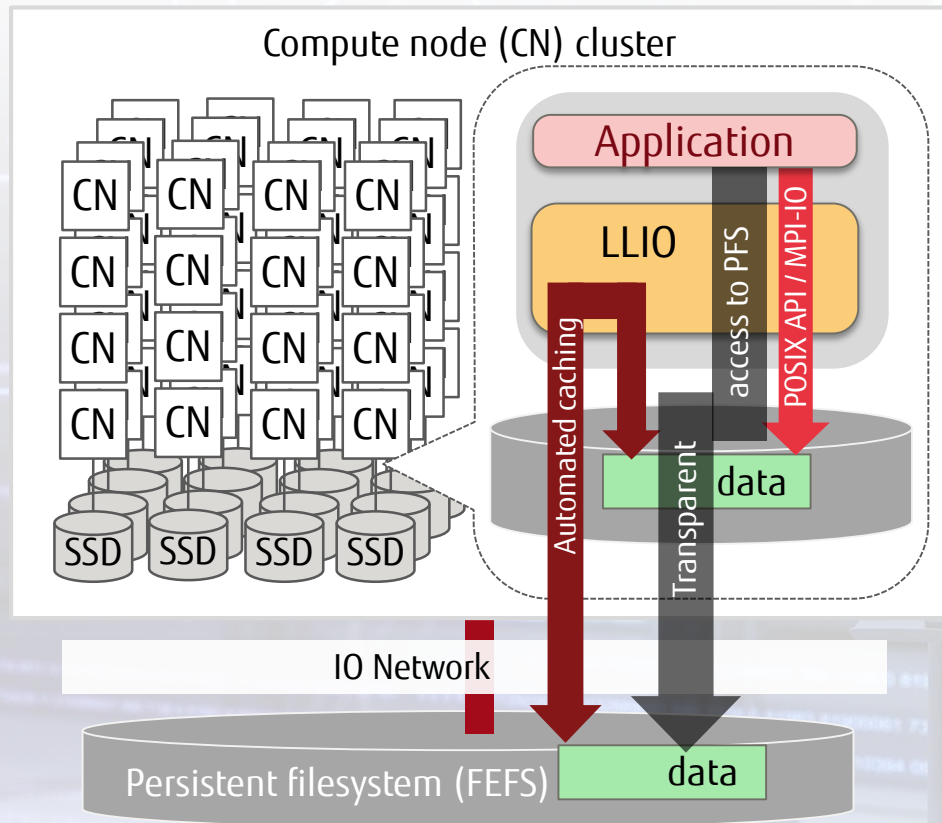 Compute node (CN) cluster
CN CN CN CN
CN CN CN CN
CN CN CN CN
CN CN CN CN
SSD SSD SSD SSD
Application
LLIO
POSIX API / MPI-IO
Transparent
access to PFS
Automated caching
data
IO Network
Persistent filesystem (FEFS)
data